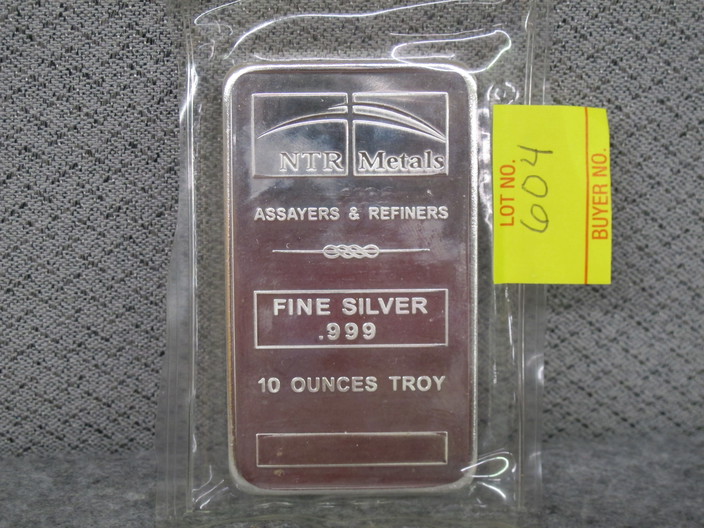 NTR Metals
ASSAYERS & REFINERS
FINE SILVER
.999
10 OUNCES TROY
LOT NO.
604
BUYER NO.